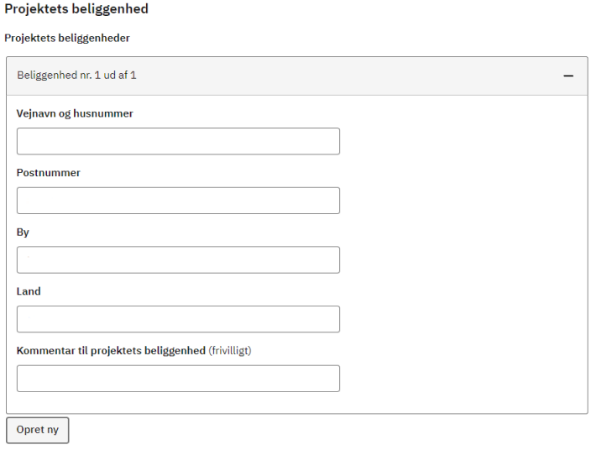 Projektets beliggenhed
Projektets beliggenheder
Beliggenhed nr. 1 ud af 1
Vejnavn og husnummer
Postnummer
By
Land
Kommentar til projektets beliggenhed (frivilligt)
Opret ny